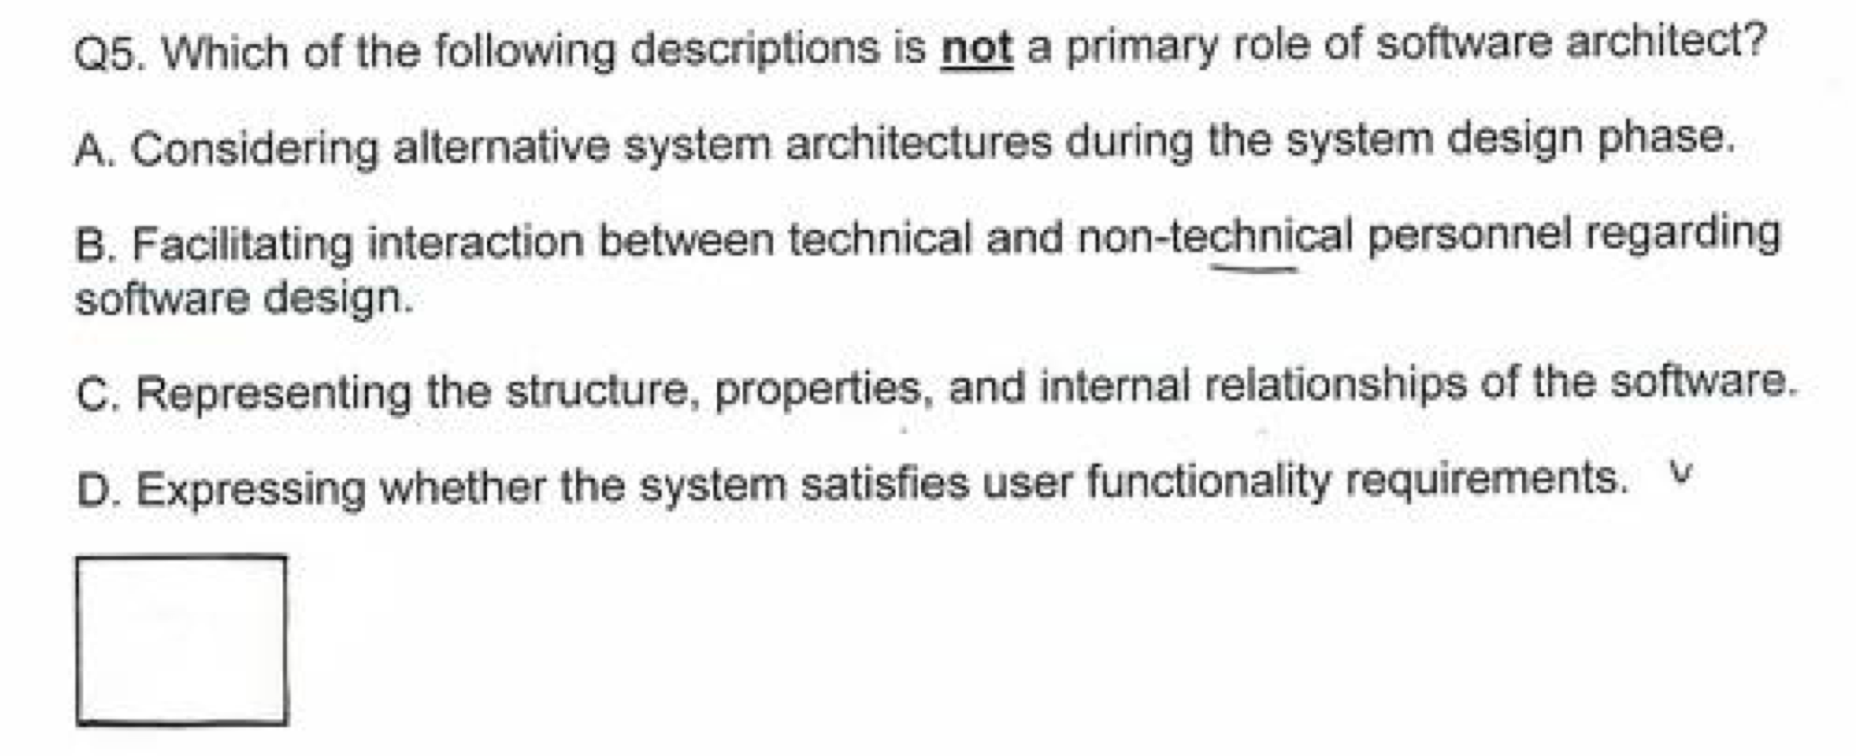 Q5. Which of the following descriptions is not a primary role of software architect?
A. Considering alternative system architectures during the system design phase.
B. Facilitating interaction between technical and non-technical personnel regarding
software design.
C. Representing the structure, properties, and internal relationships of the software.
D. Expressing whether the system satisfies user functionality requirements. v